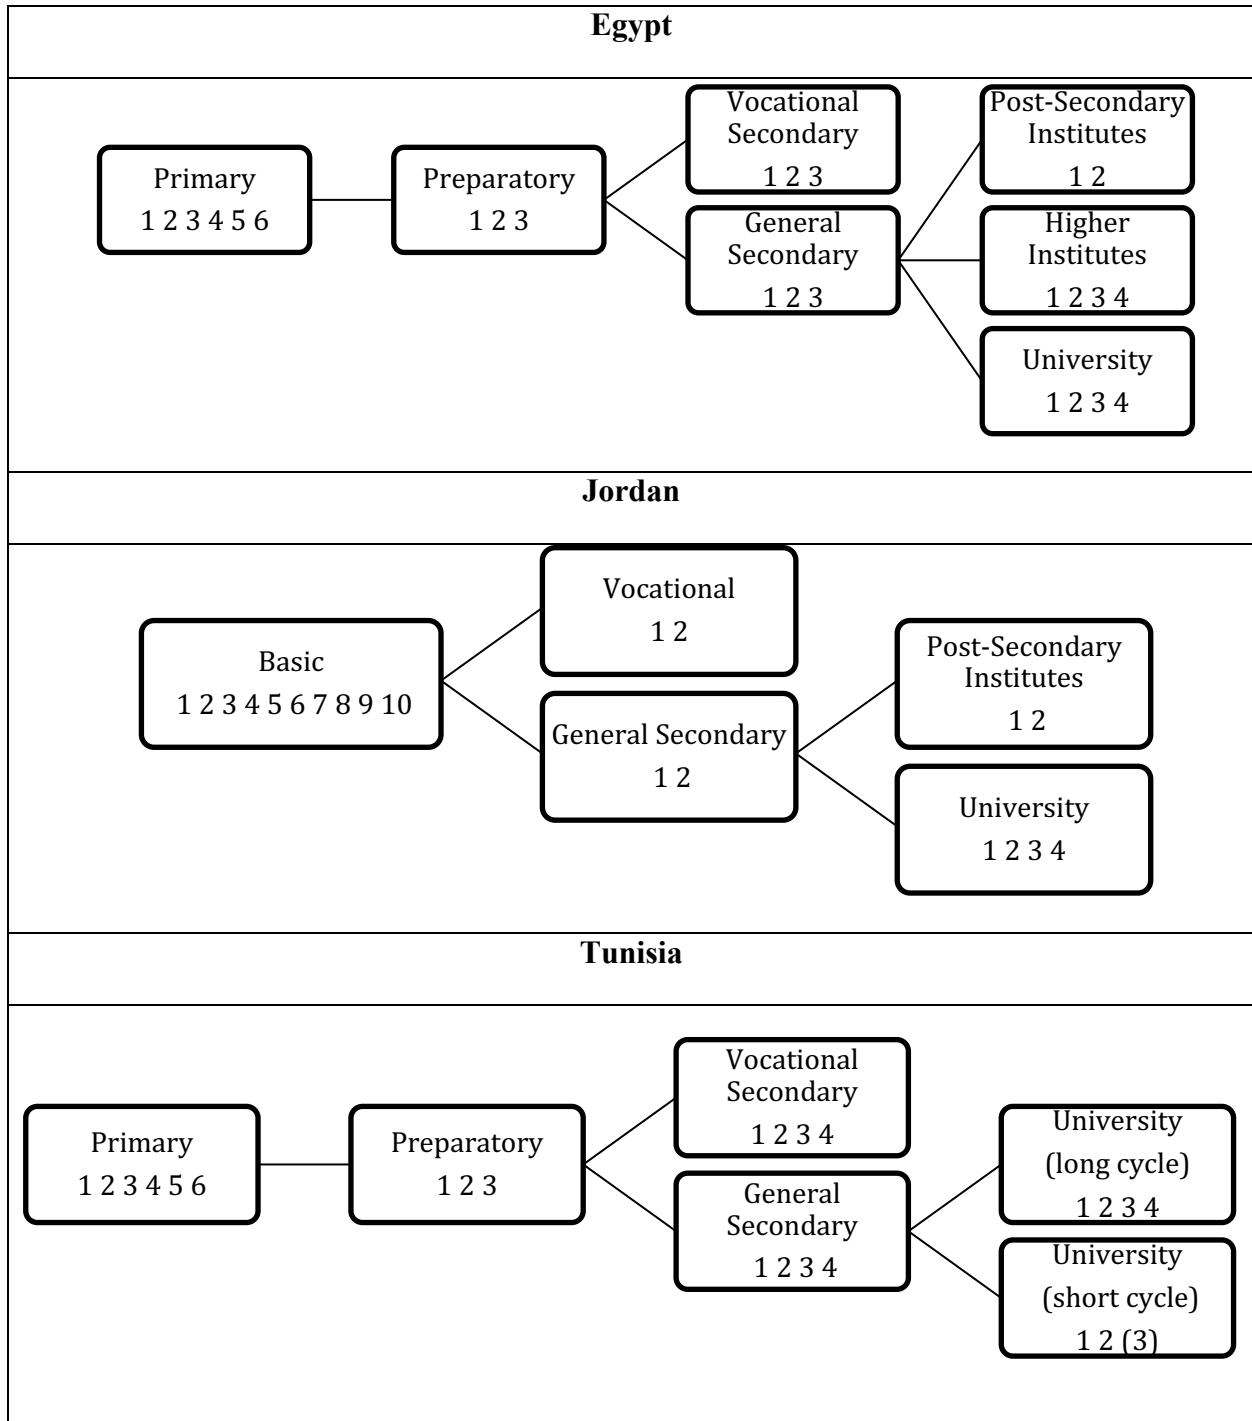 Egypt
Primary
1 2 3 4 5 6
Preparatory
1 2 3
Vocational
Secondary
1 2 3
General
Secondary
1 2 3
Post-Secondary
Institutes
1 2
Higher
Institutes
1 2 3 4
University
1 2 3 4
Jordan
Basic
1 2 3 4 5 6 7 8 9 10
Vocational
1 2
General Secondary
1 2
Post-Secondary
Institutes
1 2
University
1 2 3 4
Tunisia
Primary
1 2 3 4 5 6
Preparatory
1 2 3
Vocational
Secondary
1 2 3 4
General
Secondary
1 2 3 4
University
(long cycle)
1 2 3 4
University
(short cycle)
1 2 (3)